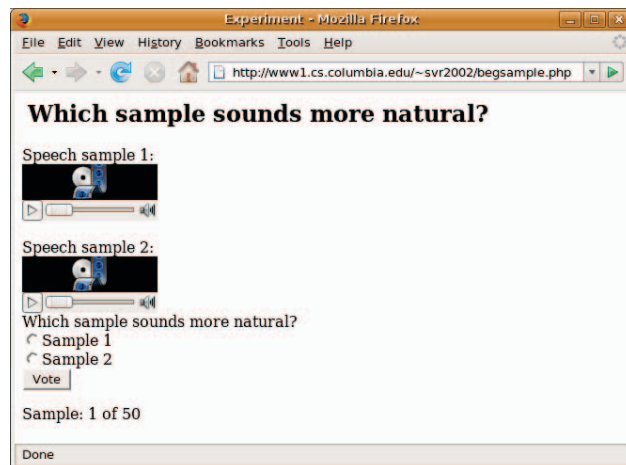 Experiment - Mozilla Firefox
File Edit View History Bookmarks Tools Help
http://www1.cs.columbia.edu/~svr2002/begsample.php
Which sample sounds more natural?
Speech sample 1:
Speech sample 2:
Which sample sounds more natural?
Sample 1
Sample 2
Vote
Sample: 1 of 50
Done